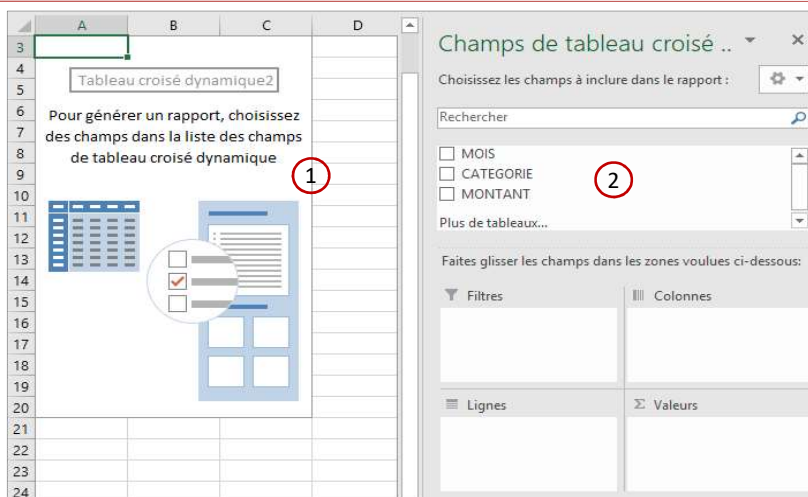 A B C D
3
4
5
6
7
8
9
10
11
12
13
14
15
16
17
18
19
20
21
22
23
24
Tableau croisé dynamique2
Pour générer un rapport, choisissez
des champs dans la liste des champs
de tableau croisé dynamique
1
Champs de tableau croisé ..
Choisissez les champs à inclure dans le rapport :
Rechercher
MOIS
CATEGORIE
MONTANT
2
Plus de tableaux...
Faites glisser les champs dans les zones voulues ci-dessous:
Filtres
Colonnes
Lignes
Σ Valeurs